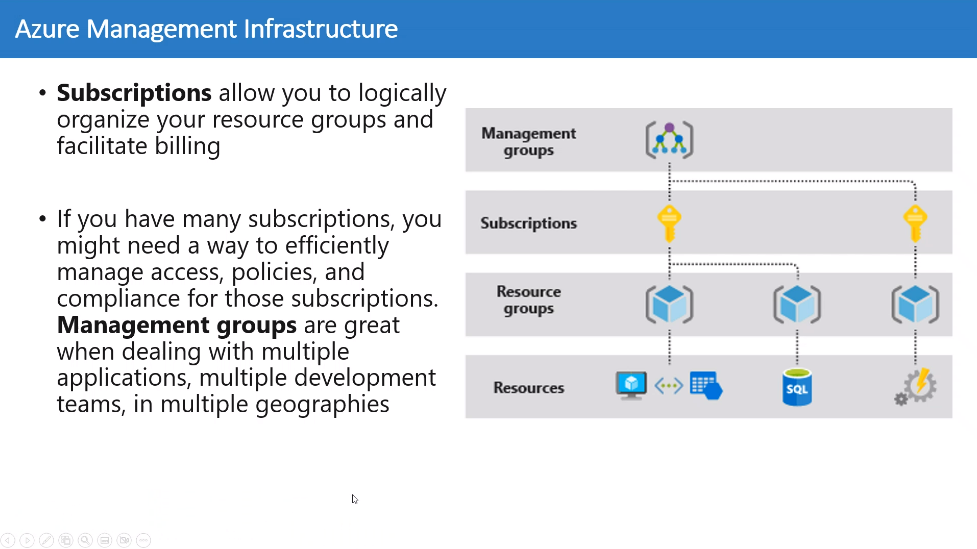 Azure Management Infrastructure
• Subscriptions allow you to logically
organize your resource groups and
facilitate billing
• If you have many subscriptions, you
might need a way to efficiently
manage access, policies, and
compliance for those subscriptions.
Management groups are great
when dealing with multiple
applications, multiple development
teams, in multiple geographies
Management
groups
Subscriptions
Resource
groups
Resources
SQL